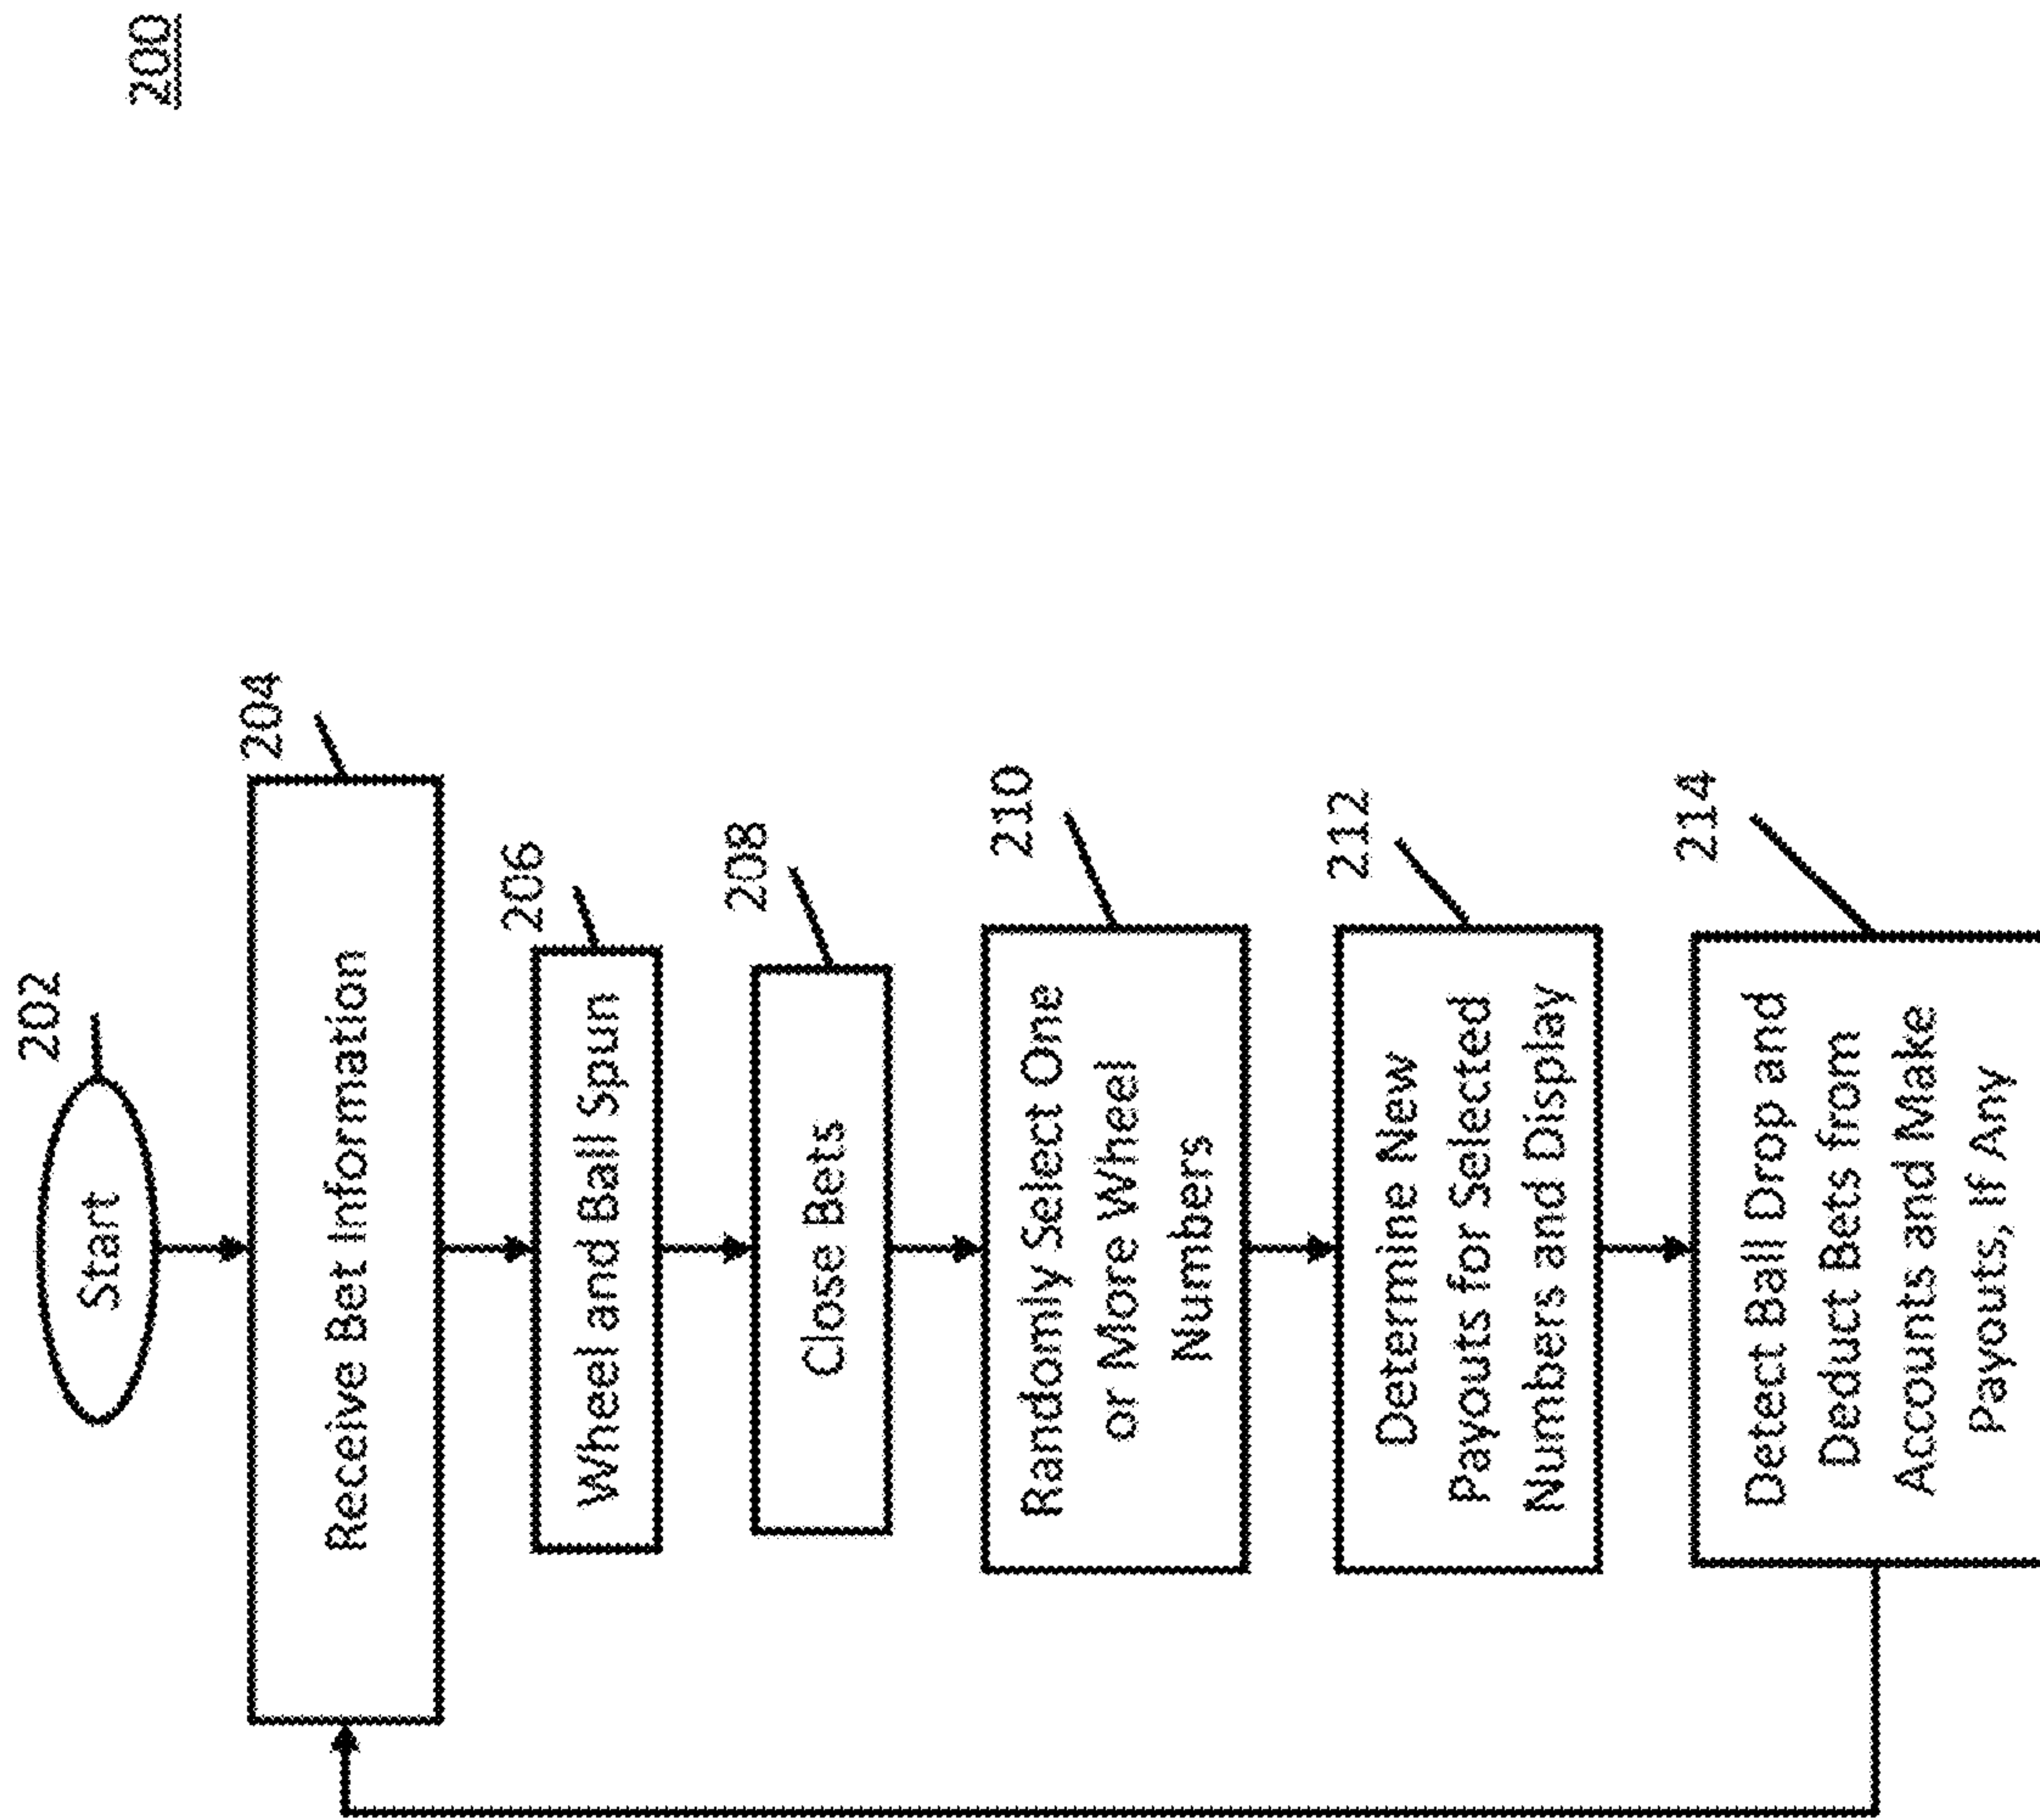 200
202
Start
204
Receive Bet Information
206
Wheel and Ball Spun
208
Close Bets
210
Randomly Select One
or More Wheel
Numbers
212
Determine New
Payouts for Selected
Numbers and Display
214
Detect Ball Drop and
Deduct Bets from
Accounts and Make
Payouts, If Any